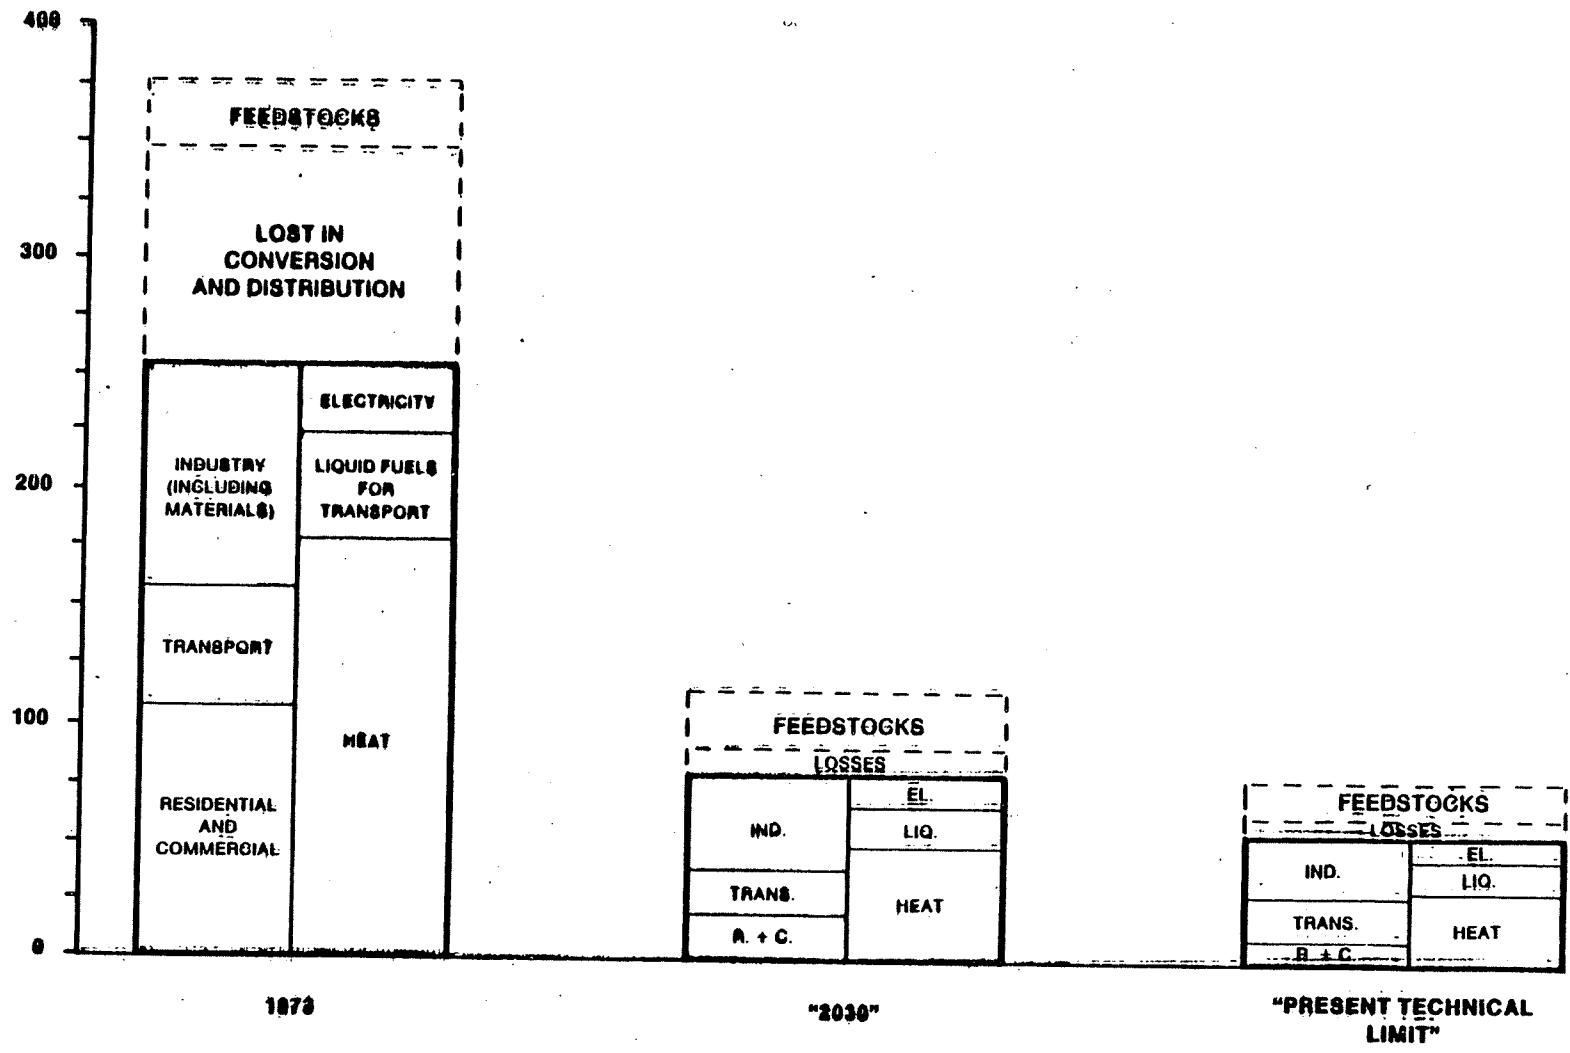 400
300
200
100
0
FEEDSTOCKS
LOST IN
CONVERSION
AND DISTRIBUTION
INDUSTRY
(INCLUDING
MATERIALS)
TRANSPORT
RESIDENTIAL
AND
COMMERCIAL
ELECTRICITY
LIQUID FUELS
FOR
TRANSPORT
HEAT
1973
FEEDSTOCKS
LOSSES
IND.
TRANS.
R. + C.
EL.
LIQ.
HEAT
"2030"
FEEDSTOCKS
LOSSES
IND.
TRANS.
R. + C.
EL.
LIQ.
HEAT
"PRESENT TECHNICAL
LIMIT"